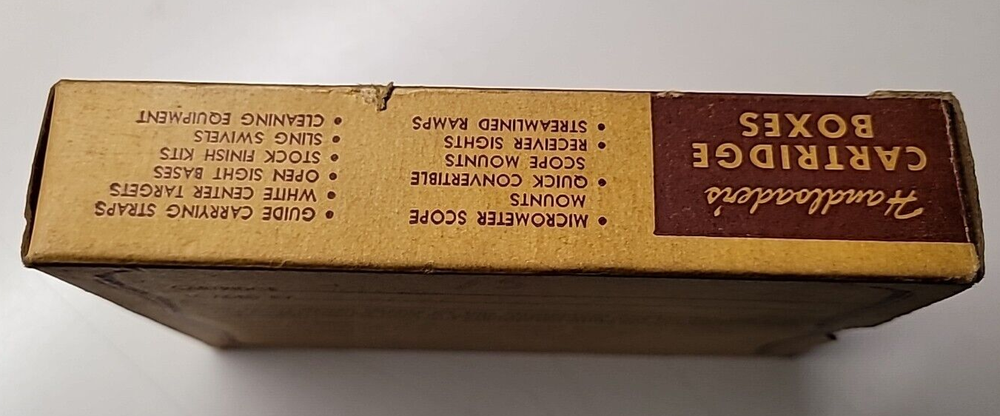 Handloader's
CARTRIDGE
BOXES
• MICROMETER SCOPE
MOUNTS
• QUICK CONVERTIBLE
SCOPE MOUNTS
• RECEIVER SIGHTS
• STREAMLINED RAMPS
• GUIDE CARRYING STRAPS
• WHITE CENTER TARGETS
• OPEN SIGHT BASES
• STOCK FINISH KITS
• SLING SWIVELS
• CLEANING EQUIPMENT